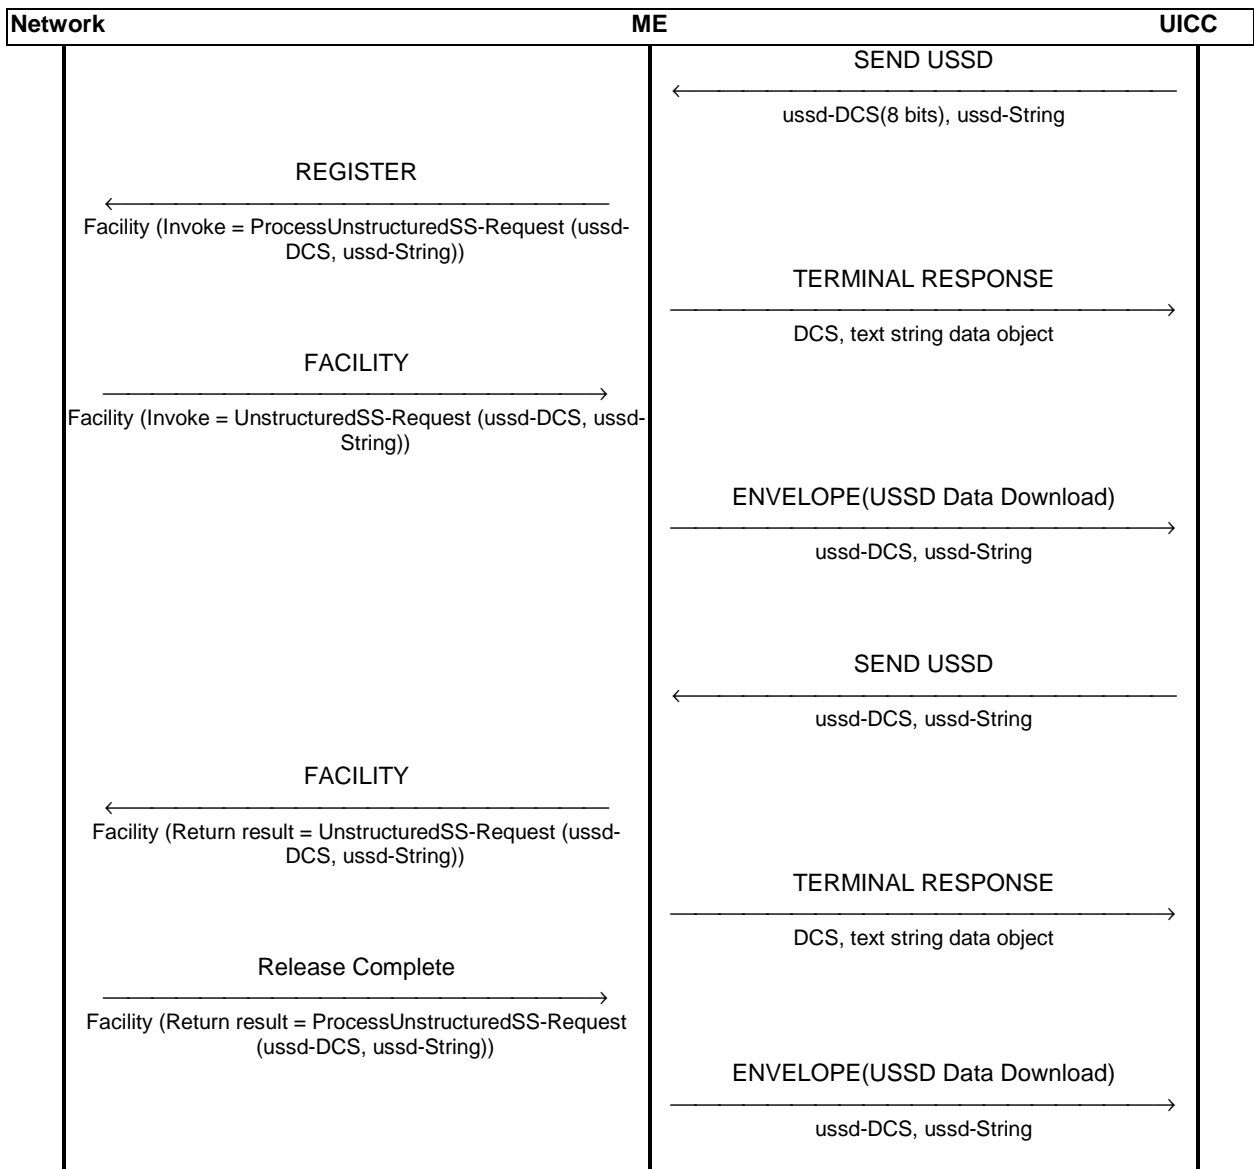 Network ME UICC
SEND USSD
ussd-DCS(8 bits), ussd-String
REGISTER
Facility (Invoke = ProcessUnstructuredSS-Request (ussd-
DCS, ussd-String))
TERMINAL RESPONSE
DCS, text string data object
FACILITY
Facility (Invoke = UnstructuredSS-Request (ussd-DCS, ussd-
String))
ENVELOPE(USSD Data Download)
ussd-DCS, ussd-String
SEND USSD
ussd-DCS, ussd-String
FACILITY
Facility (Return result = UnstructuredSS-Request (ussd-
DCS, ussd-String))
TERMINAL RESPONSE
DCS, text string data object
Release Complete
Facility (Return result = ProcessUnstructuredSS-Request
(ussd-DCS, ussd-String))
ENVELOPE(USSD Data Download)
ussd-DCS, ussd-String